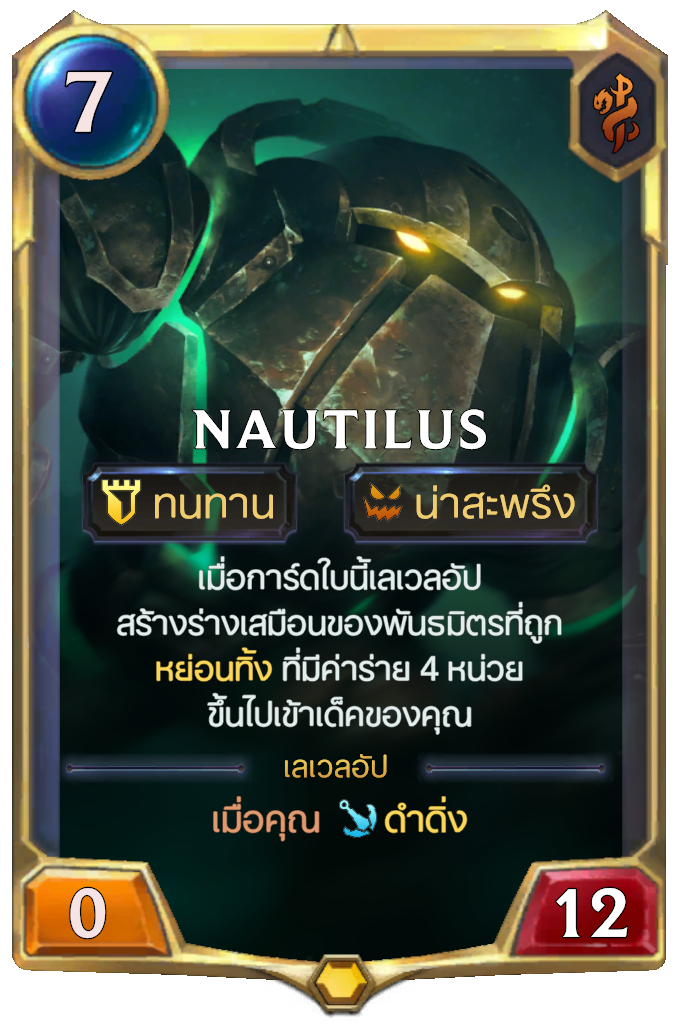 7
NAUTILUS
ทนทาน น่าสะพรึง
เมื่อการ์ดใบนี้เลเวลอัป
สร้างร่างเสมือนของพันธมิตรที่ถูก
หย่อนทิ้ง ที่มีค่าร่าย 4 หน่วย
ขึ้นไปเข้าเด็คของคุณ
เลเวลอัป
เมื่อคุณ ดำดิ่ง
0 12